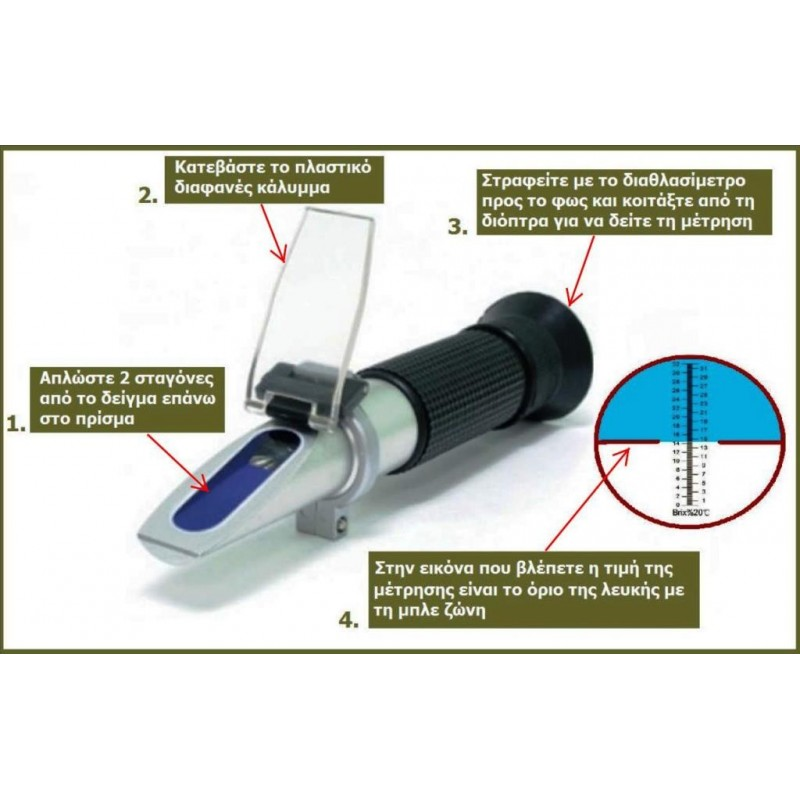 2.
Κατεβάστε το πλαστικό
διαφανές κάλυμμα
3.
Στραφείτε με το διαθλασίμετρο
προς το φως και κοιτάξτε από τη
διόπτρα για να δείτε τη μέτρηση
1.
Απλώστε 2 σταγόνες
από το δείγμα επάνω
στο πρίσμα
Brix%20℃
4.
Στην εικόνα που βλέπετε η τιμή της
μέτρησης είναι το όριο της λευκής με
τη μπλε ζώνη